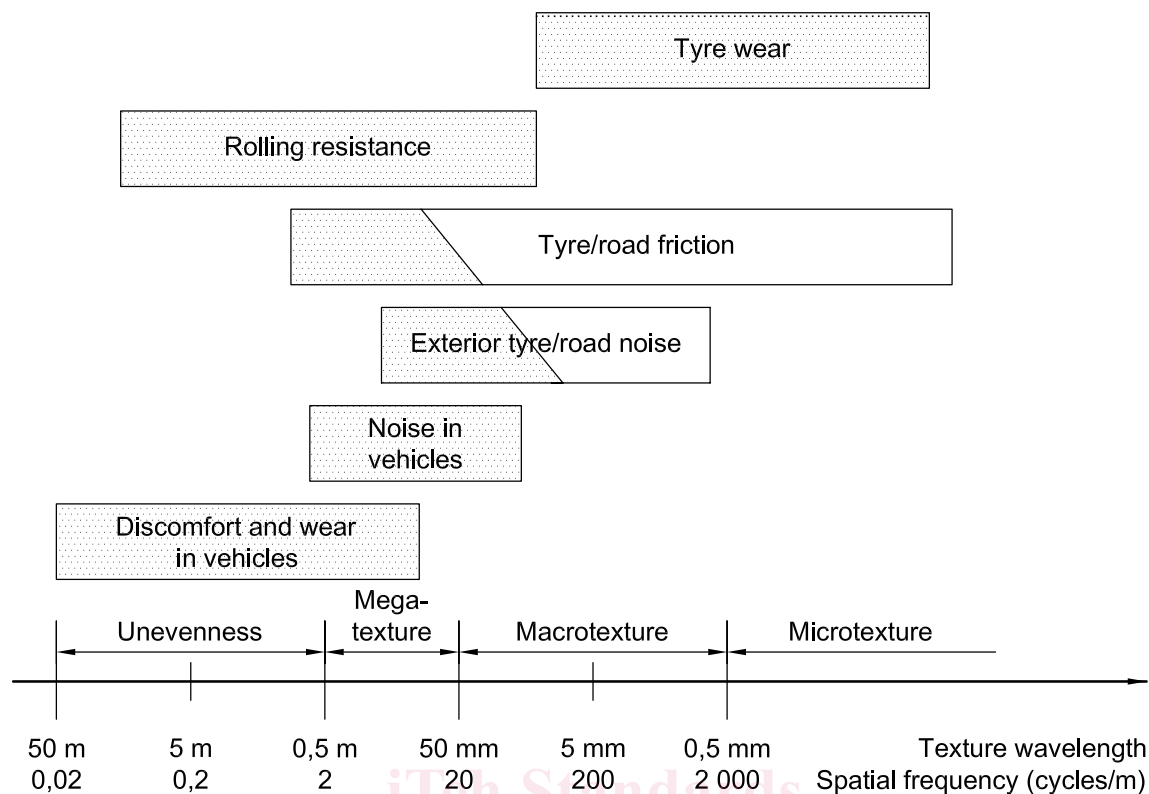 Tyre wear
Rolling resistance
Tyre/road friction
Exterior tyre/road noise
Noise in
vehicles
Discomfort and wear
in vehicles
Unevenness
Mega-
texture
Macrotexture
Microtexture
50 m 5 m 0,5 m 50 mm 5 mm 0,5 mm Texture wavelength
0,02 0,2 2 20 200 2 000 Spatial frequency (cycles/m)
iTeh Standards